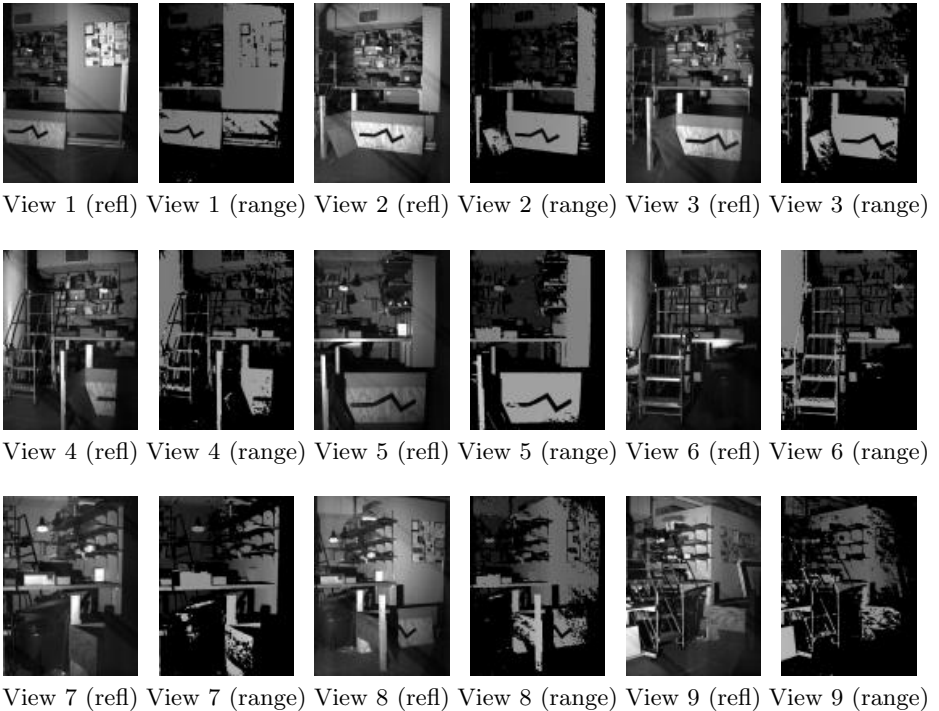 View 1 (refl) View 1 (range) View 2 (refl) View 2 (range) View 3 (refl) View 3 (range)
View 4 (refl) View 4 (range) View 5 (refl) View 5 (range) View 6 (refl) View 6 (range)
View 7 (refl) View 7 (range) View 8 (refl) View 8 (range) View 9 (refl) View 9 (range)